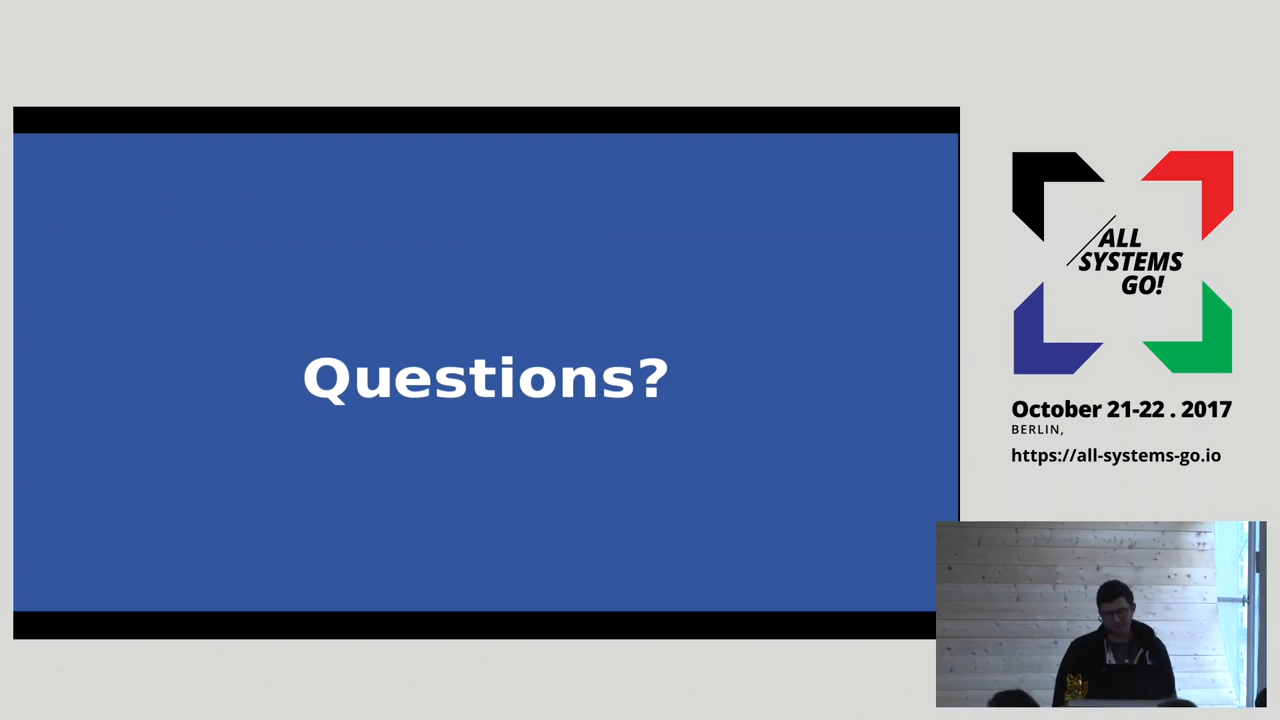 Questions?
ALL
SYSTEMS
GO!
October 21-22 . 2017
BERLIN,
https://all-systems-go.io